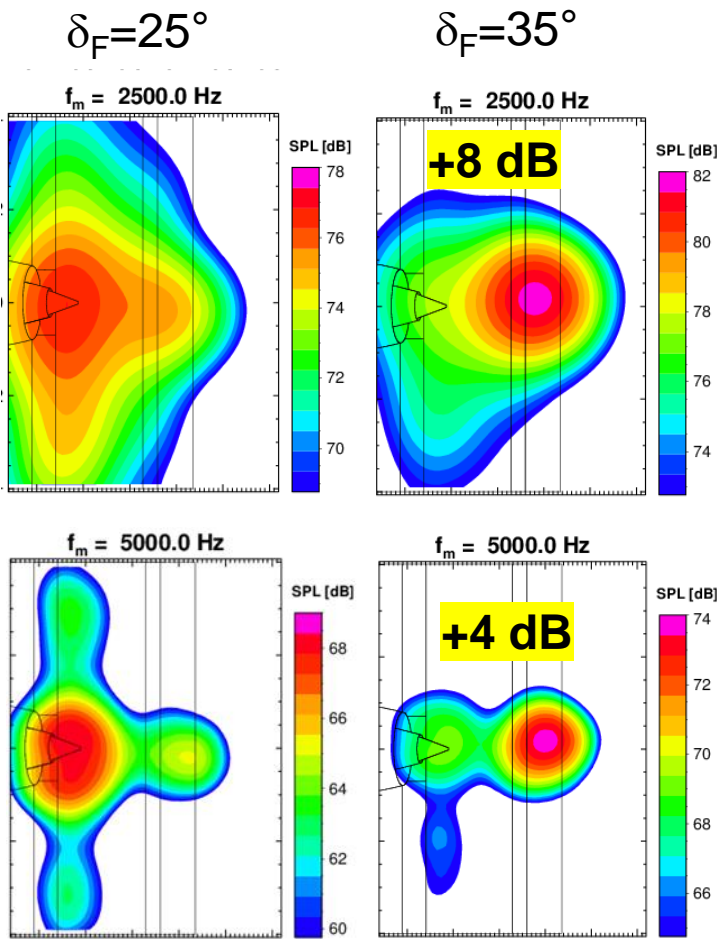 δF=25°
δF=35°
fm = 2500.0 Hz
fm = 2500.0 Hz
SPL [dB]
78
76
74
72
70
+8 dB
SPL [dB]
82
80
78
76
74
fm = 5000.0 Hz
fm = 5000.0 Hz
SPL [dB]
68
66
64
62
60
+4 dB
SPL [dB]
74
72
70
68
66